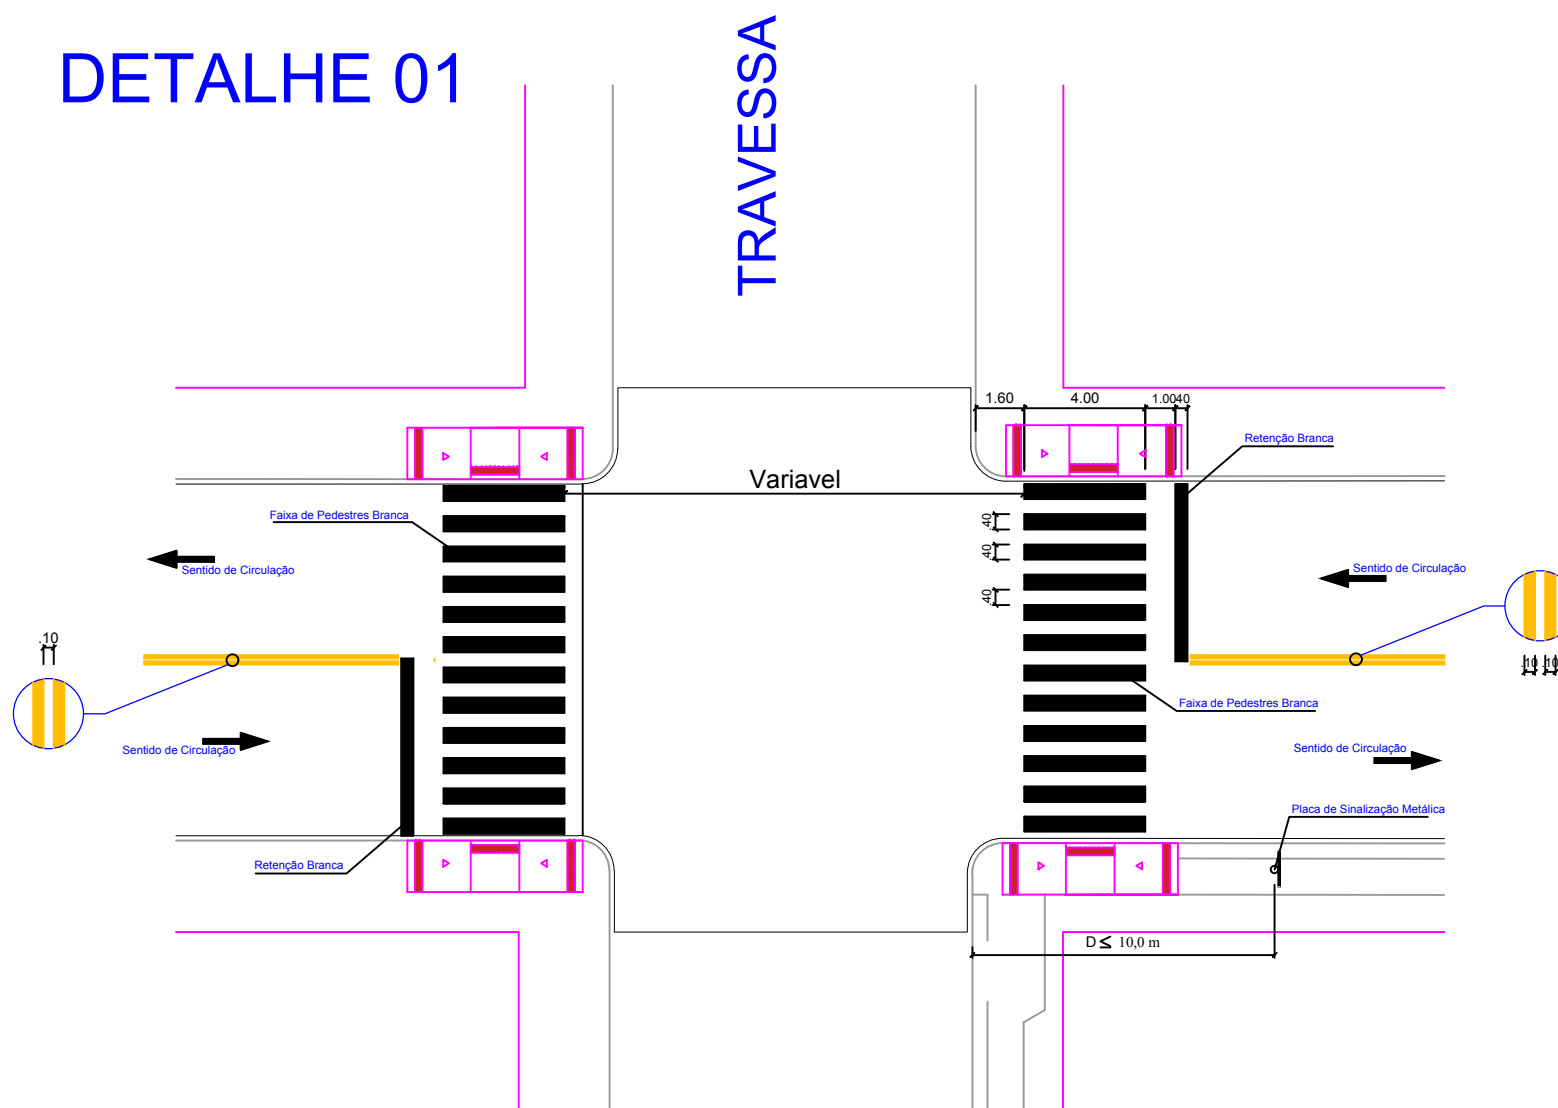 DETALHE 01
TRAVESSA
1.60
4.00
1.00
.40
Retenção Branca
Variavel
Faixa de Pedestres Branca
.40
.40
.40
Sentido de Circulação
Sentido de Circulação
.10
.10
.10
Faixa de Pedestres Branca
Sentido de Circulação
Sentido de Circulação
Placa de Sinalização Metálica
Retenção Branca
D ≤ 10,0 m